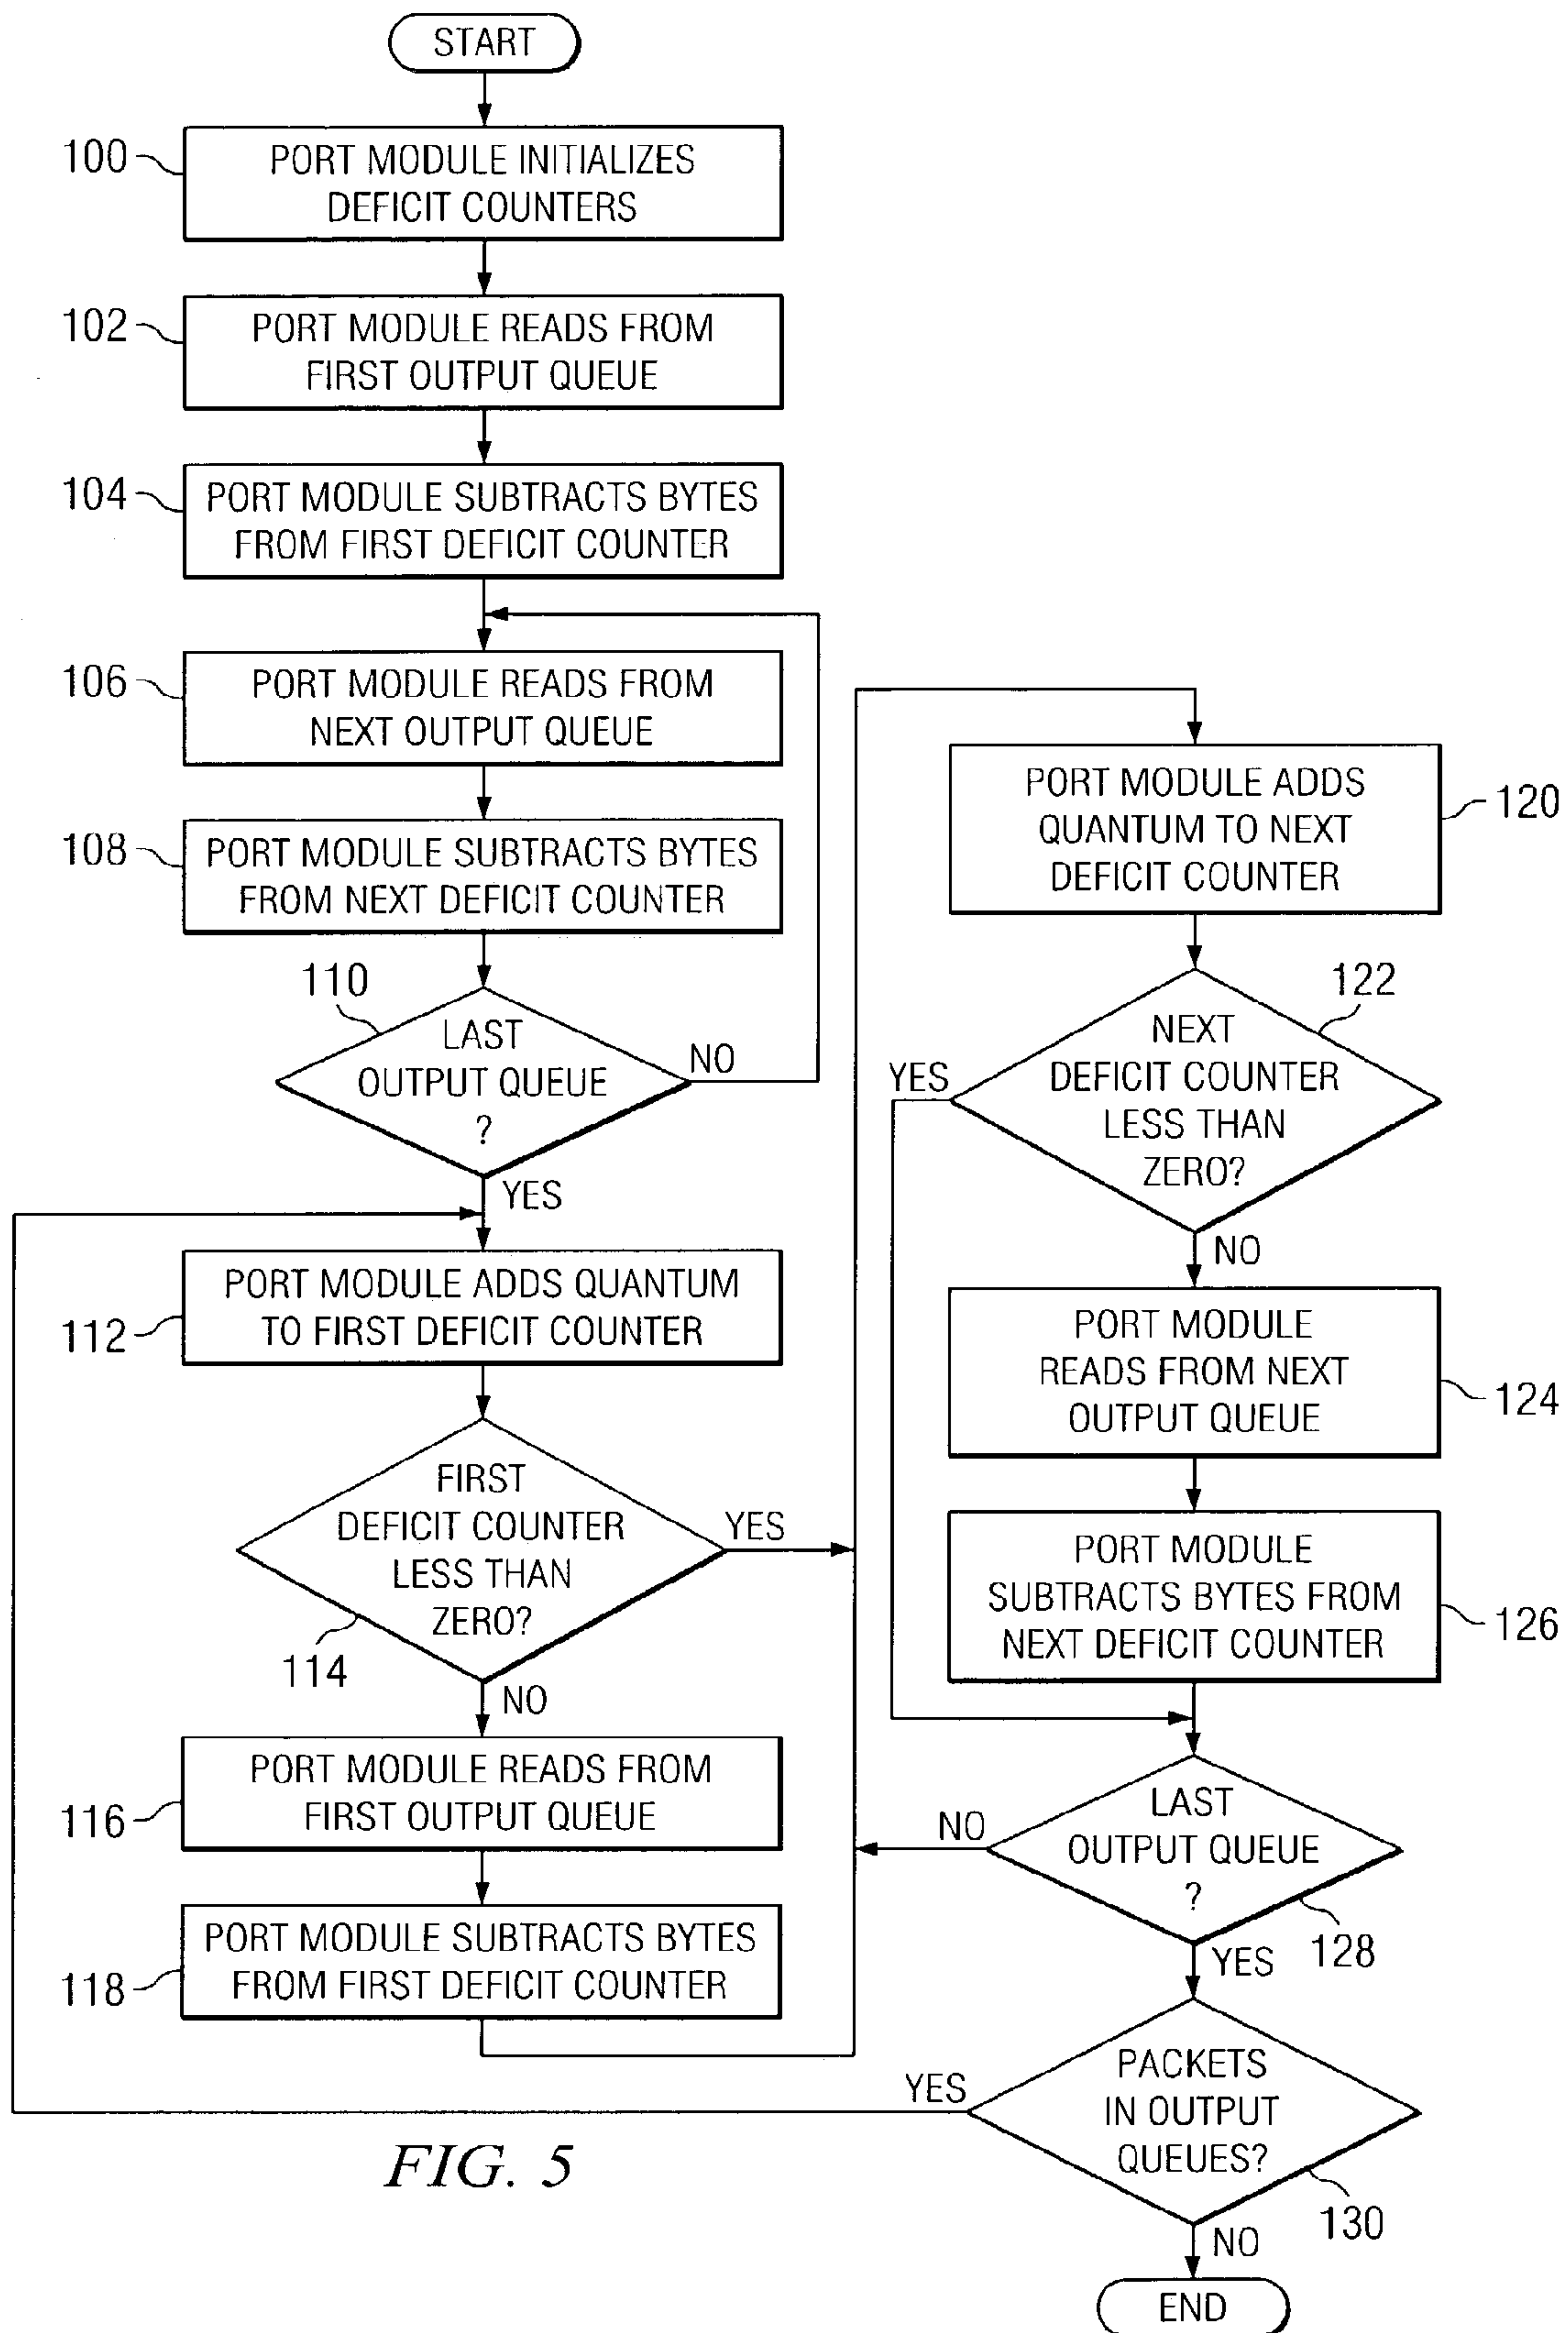 START
100
PORT MODULE INITIALIZES
DEFICIT COUNTERS
102
PORT MODULE READS FROM
FIRST OUTPUT QUEUE
104
PORT MODULE SUBTRACTS BYTES
FROM FIRST DEFICIT COUNTER
106
PORT MODULE READS FROM
NEXT OUTPUT QUEUE
108
PORT MODULE SUBTRACTS BYTES
FROM NEXT DEFICIT COUNTER
110
LAST
OUTPUT QUEUE
?
NO
YES
112
PORT MODULE ADDS QUANTUM
TO FIRST DEFICIT COUNTER
FIRST
DEFICIT COUNTER
LESS THAN
ZERO?
114
YES
NO
116
PORT MODULE READS FROM
FIRST OUTPUT QUEUE
118
PORT MODULE SUBTRACTS BYTES
FROM FIRST DEFICIT COUNTER
PORT MODULE ADDS
QUANTUM TO NEXT
DEFICIT COUNTER
120
122
NEXT
DEFICIT COUNTER
LESS THAN
ZERO?
YES
NO
PORT MODULE
READS FROM NEXT
OUTPUT QUEUE
124
PORT MODULE
SUBTRACTS BYTES FROM
NEXT DEFICIT COUNTER
126
LAST
OUTPUT QUEUE
?
NO
128
YES
PACKETS
IN OUTPUT
QUEUES?
YES
130
NO
END
FIG. 5